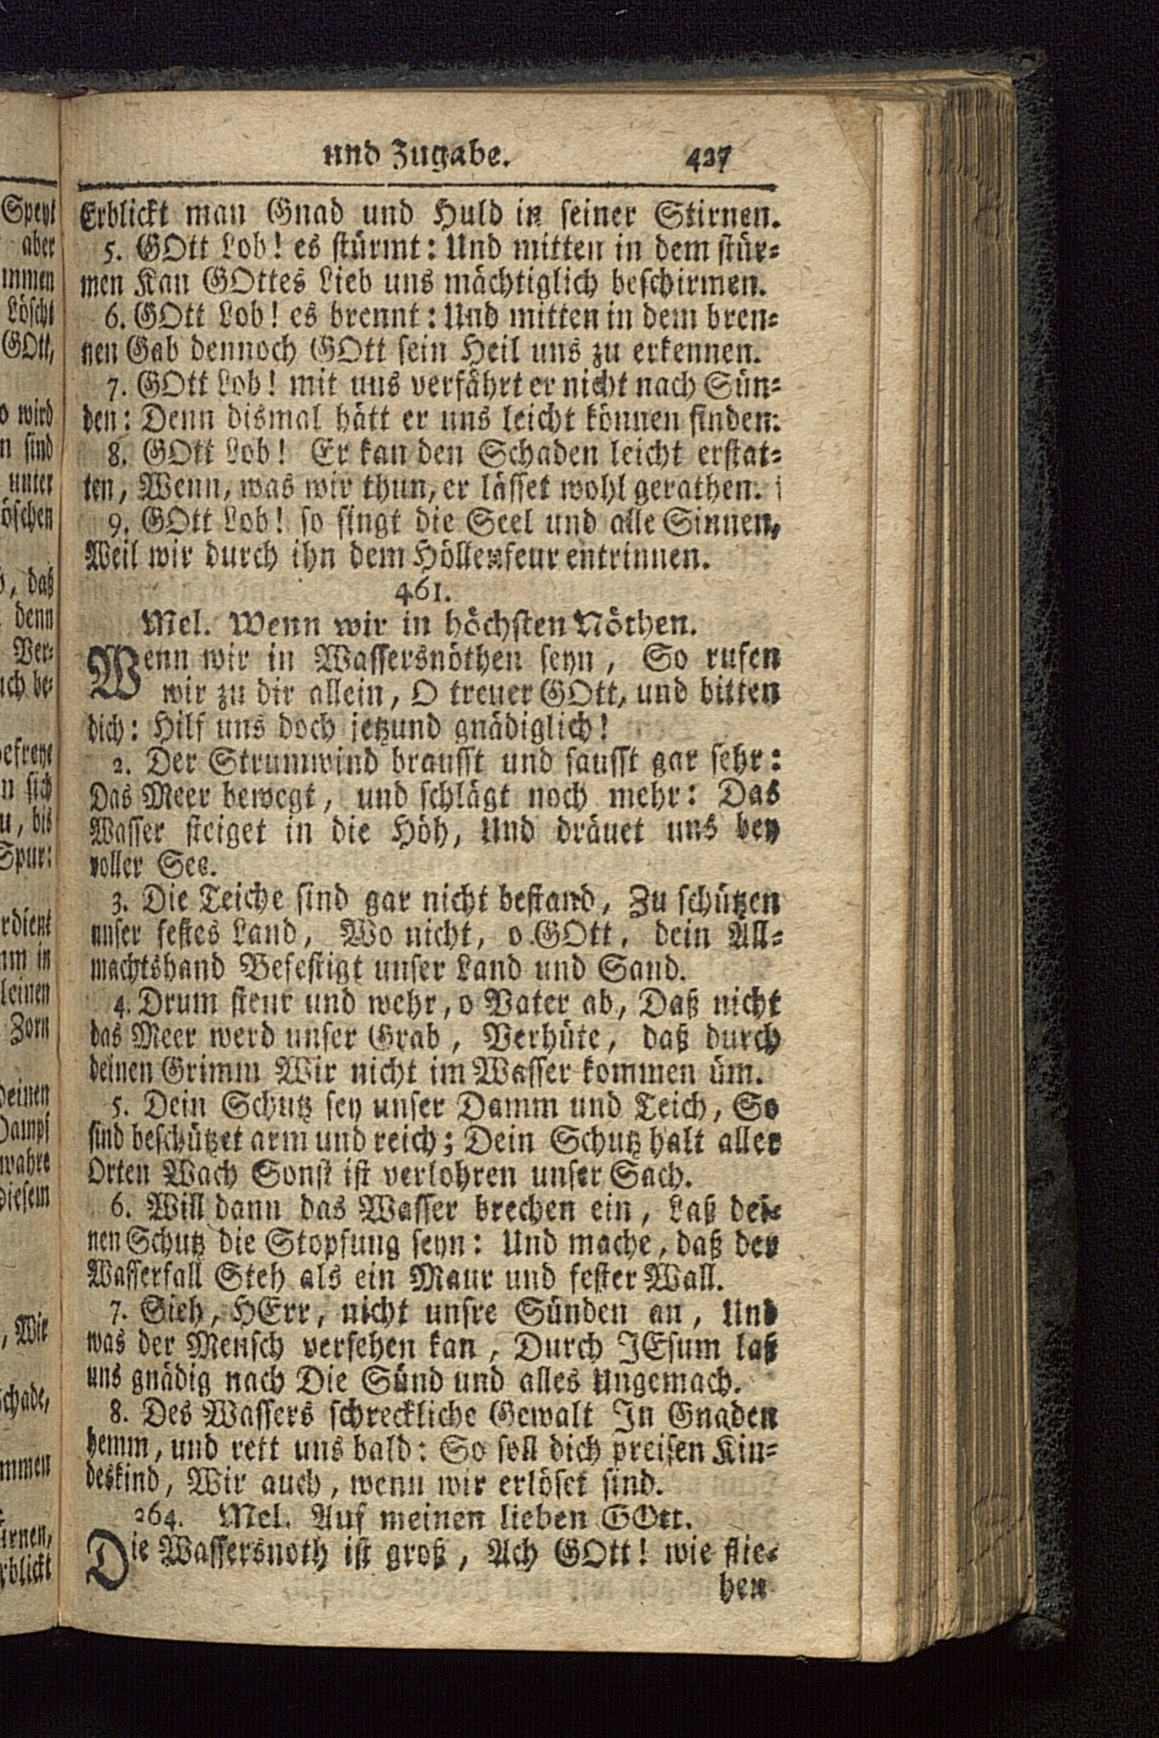 und Zugabe. 427
Erblickt man Gnad und Huld in seiner Stirnen.
5. GOtt Lob! es stürmt: Und mitten in dem stür-
men Kan GOttes Lieb uns mächtiglich beschirmen.
6. GOtt Lob! es brennt: Und mitten in dem bren-
nen Gab dennoch GOtt sein Heil uns zu erkennen.
7. GOtt Lob! mit uns verfährt er nicht nach Sün-
den: Denn dismal hätt er uns leicht können finden.
8. GOtt Lob! Er kan den Schaden leicht erstat-
ten, Wenn, was wir thun, er lässet wohl gerathen.
9. GOtt Lob! so singt die Seel und alle Sinnen,
Weil wir durch ihn dem Höllenfeur entrinnen.
461.
Mel. Wenn wir in höchsten Nöthen.
Wenn wir in Wassersnöthen seyn, So rufen
wir zu dir allein, O treuer GOtt, und bitten
dich: Hilf uns doch jetzund gnädiglich!
2. Der Strumwind brausst und sausst gar sehr:
Das Meer bewegt, und schlägt noch mehr: Das
Wasser steiget in die Höh, Und dräuet uns bey
voller See.
3. Die Teiche sind gar nicht bestand, Zu schützen
unser festes Land, Wo nicht, o GOtt, dein All-
machtshand Befestigt unser Land und Sand.
4. Drum steur und wehr, o Vater ab, Daß nicht
das Meer werd unser Grab, Verhüte, daß durch
deinen Grimm Wir nicht im Wasser kommen üm.
5. Dein Schutz sey unser Damm und Teich, So
sind beschützet arm und reich; Dein Schutz halt aller
Orten Wach Sonst ist verlohren unser Sach.
6. Will dann das Wasser brechen ein, Laß dei-
nen Schutz die Stopfung seyn: Und mache, daß der
Wasserfall Steh als ein Maur und fester Wall.
7. Sieh, HErr, nicht unsre Sünden an, Und
was der Mensch versehen kan, Durch JEsum laß
uns gnädig nach Die Sünd und alles Ungemach.
8. Des Wassers schreckliche Gewalt In Gnaden
hemm, und rett uns bald: So soll dich preisen Kin-
deskind, Wir auch, wenn wir erlöset sind.
264. Mel. Auf meinen lieben GOtt.
Die Wassersnoth ist groß, Ach GOtt! wie flie-
hen